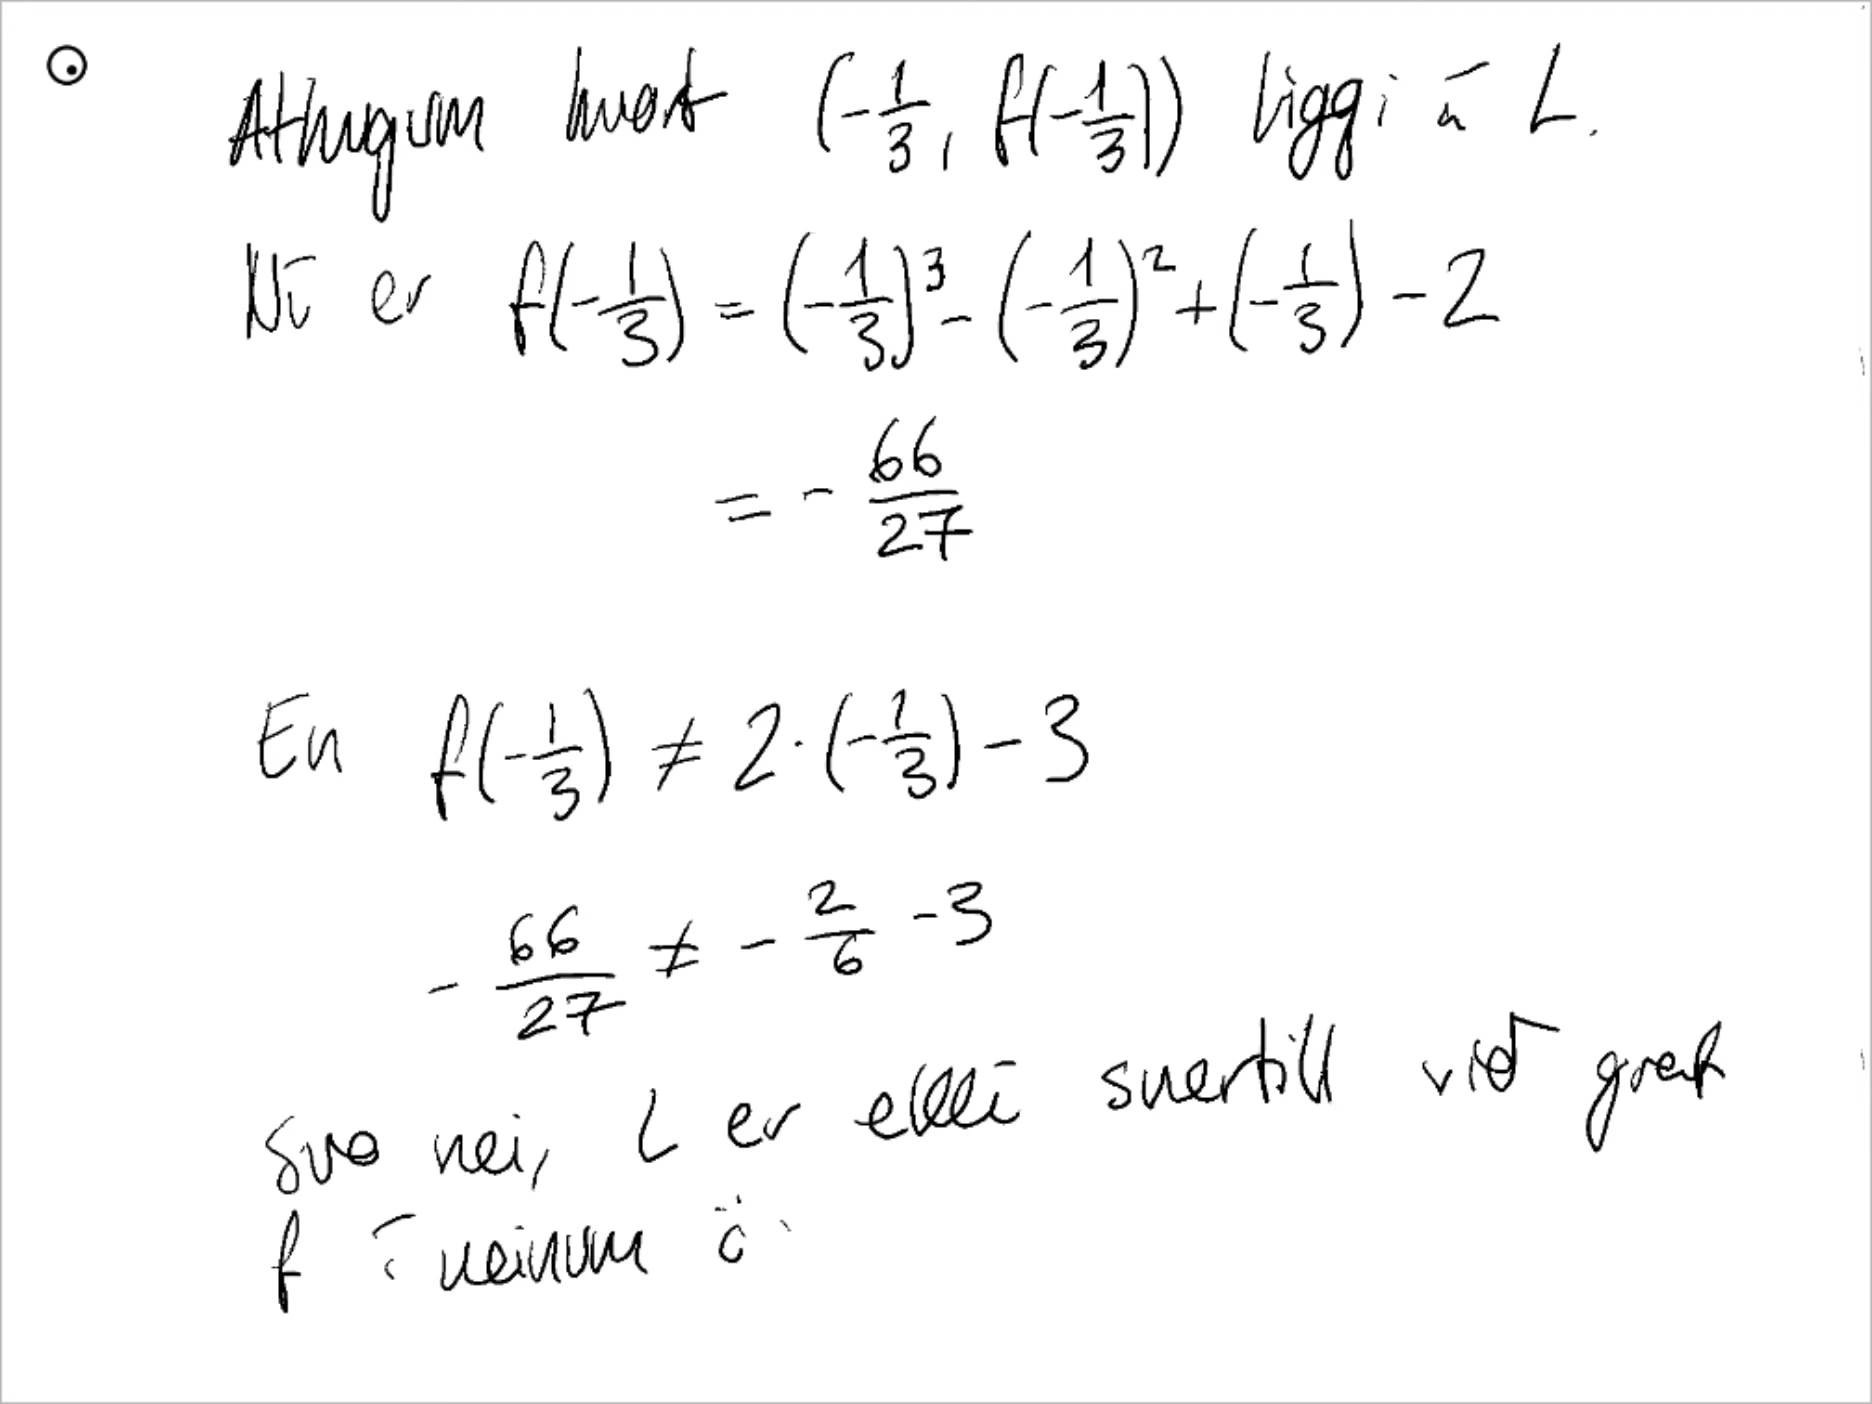 Athugum hvort (-1/3, f(-1/3)) liggi á L.
Nú er f(-1/3) = (-1/3)³ - (-1/3)² + (-1/3) - 2
= - 66/27
En f(-1/3) ≠ 2·(-1/3) - 3
- 66/27 ≠ - 2/6 - 3
Svo nei, L er ekki snertill við graf
f í neinum